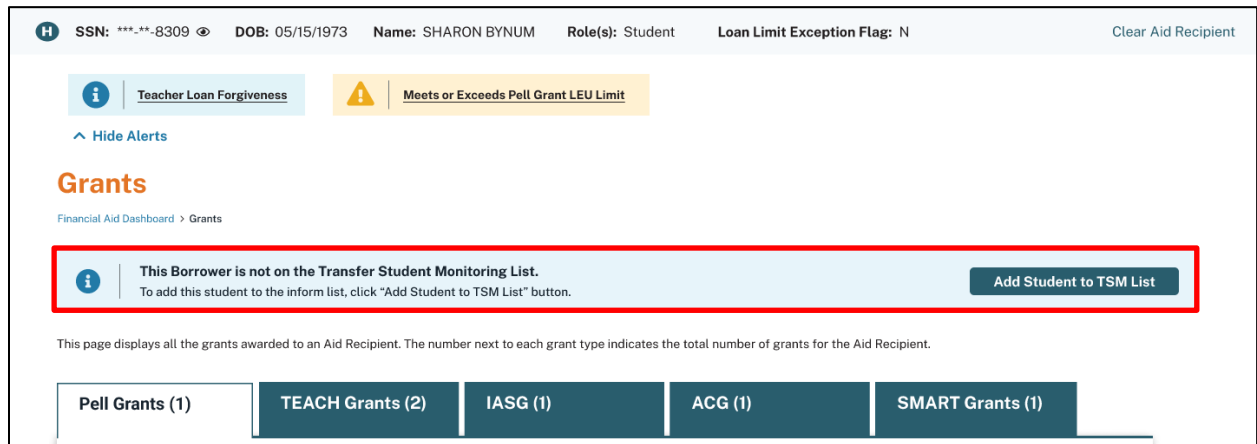 H SSN: ***-**-8309 DOB: 05/15/1973 Name: SHARON BYNUM Role(s): Student Loan Limit Exception Flag: N Clear Aid Recipient
i Teacher Loan Forgiveness Meets or Exceeds Pell Grant LEU Limit
Hide Alerts
Grants
Financial Aid Dashboard > Grants
This Borrower is not on the Transfer Student Monitoring List.
i To add this student to the inform list, click “Add Student to TSM List” button. Add Student to TSM List
This page displays all the grants awarded to an Aid Recipient. The number next to each grant type indicates the total number of grants for the Aid Recipient.
Pell Grants (1) TEACH Grants (2) IASG (1) ACG (1) SMART Grants (1)